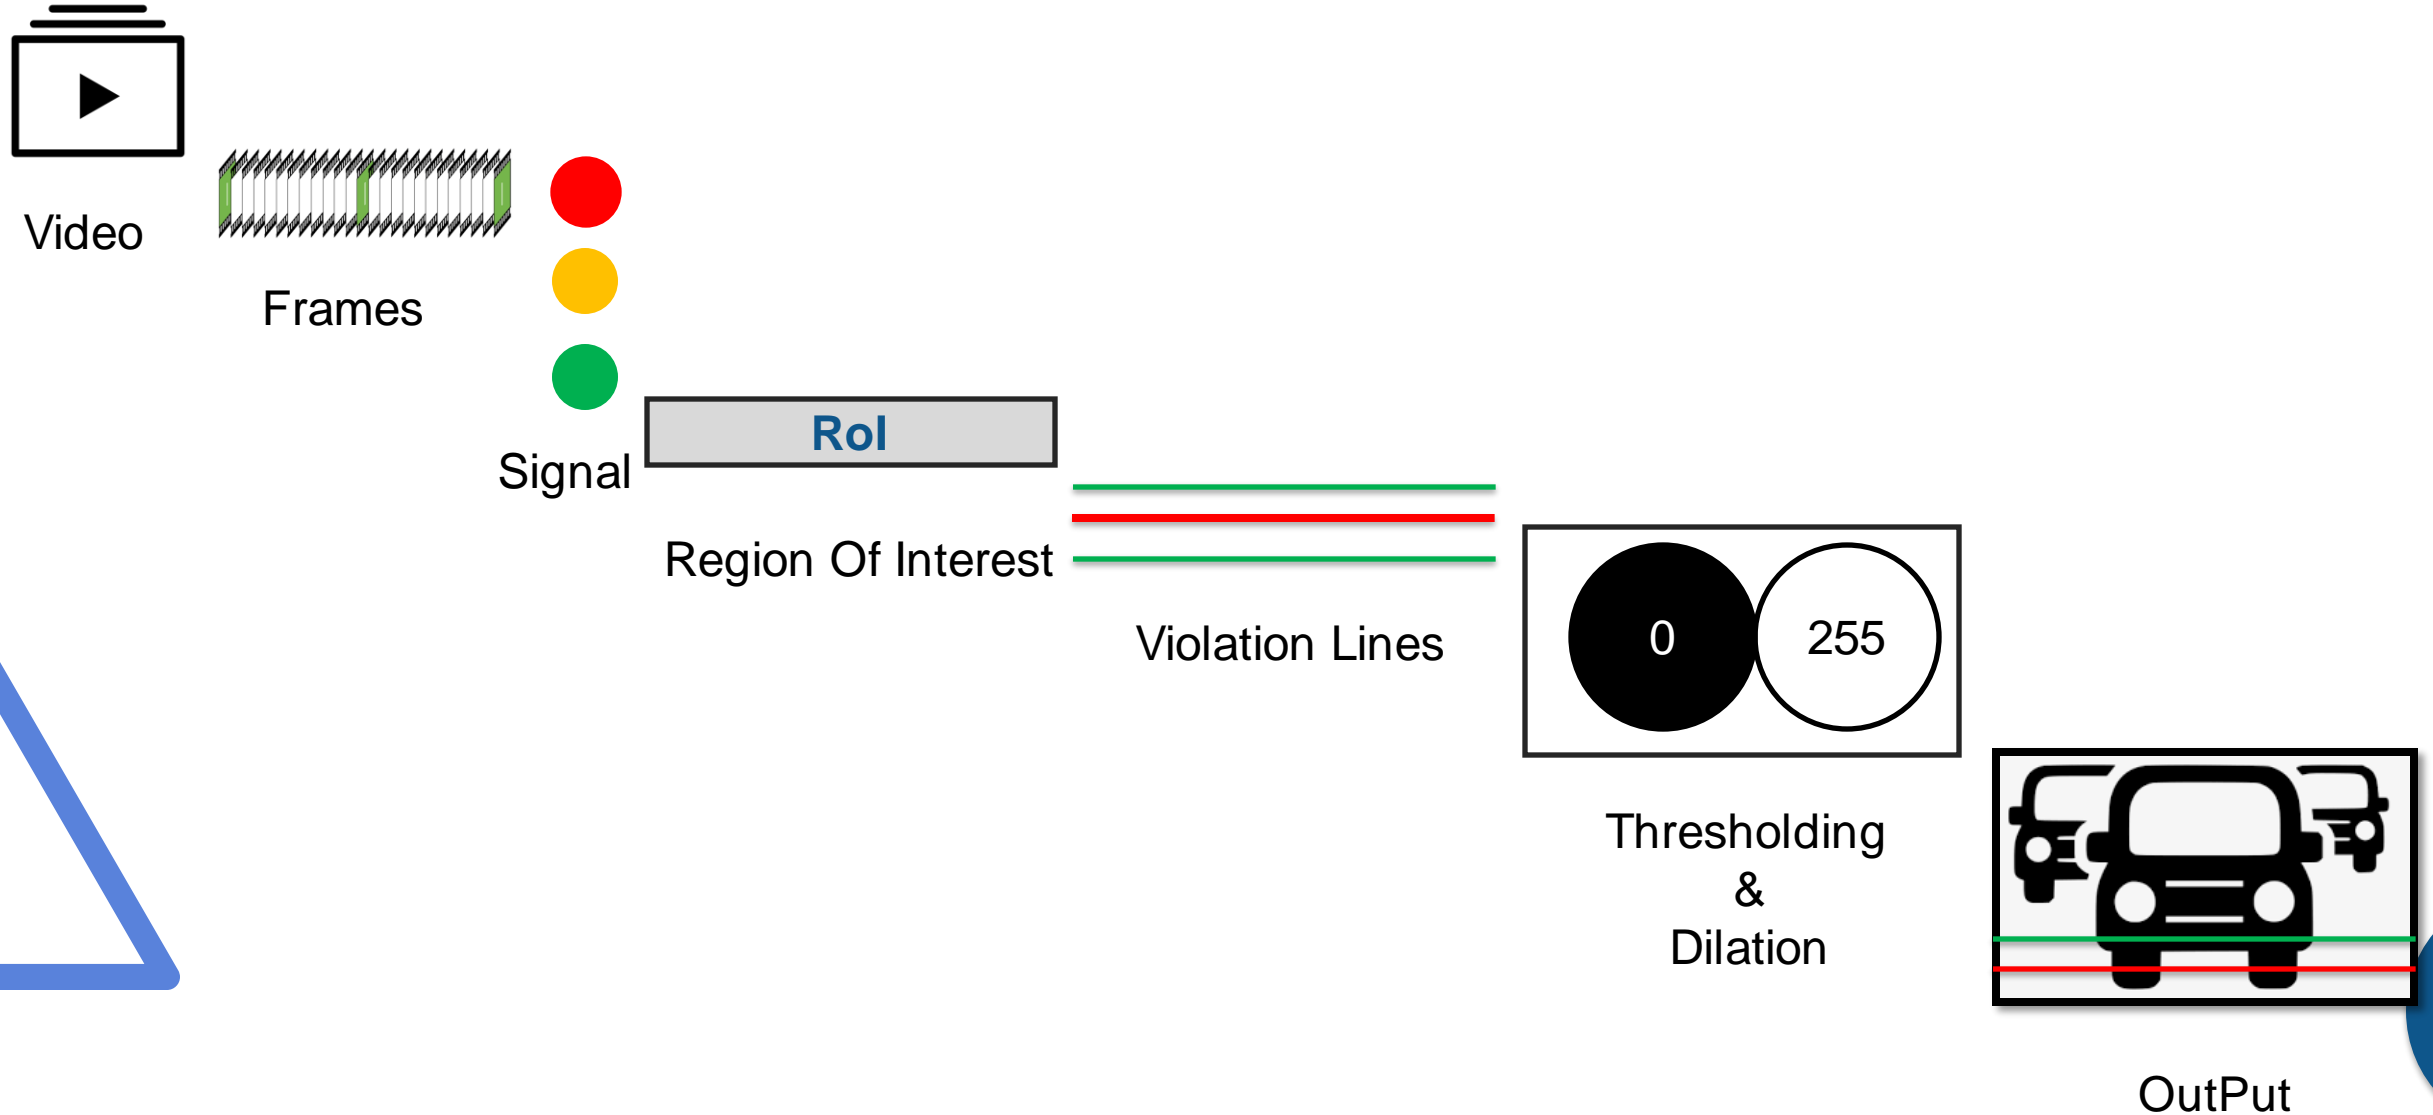 Video
Frames
Signal
RoI
Region Of Interest
Violation Lines
0
255
Thresholding
&
Dilation
OutPut